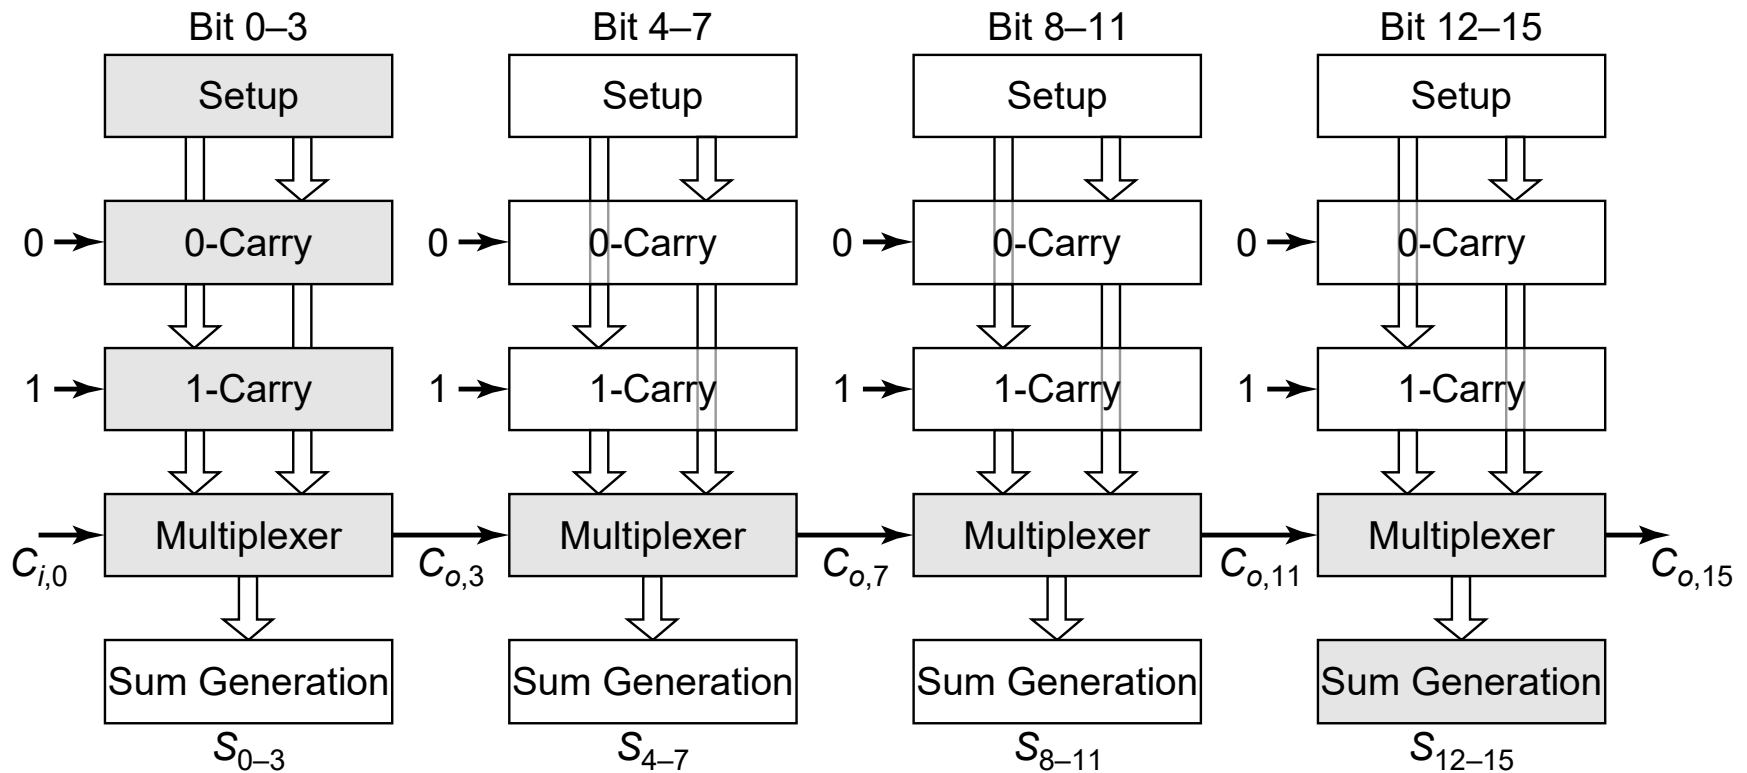 Bit 0–3 Bit 4–7 Bit 8–11 Bit 12–15
Setup Setup Setup Setup
0 0-Carry 0 0-Carry 0 0-Carry 0 0-Carry
1 1-Carry 1 1-Carry 1 1-Carry 1 1-Carry
Multiplexer Multiplexer Multiplexer Multiplexer
C_{i,0} C_{o,3} C_{o,7} C_{o,11} C_{o,15}
Sum Generation Sum Generation Sum Generation Sum Generation
S_{0–3} S_{4–7} S_{8–11} S_{12–15}